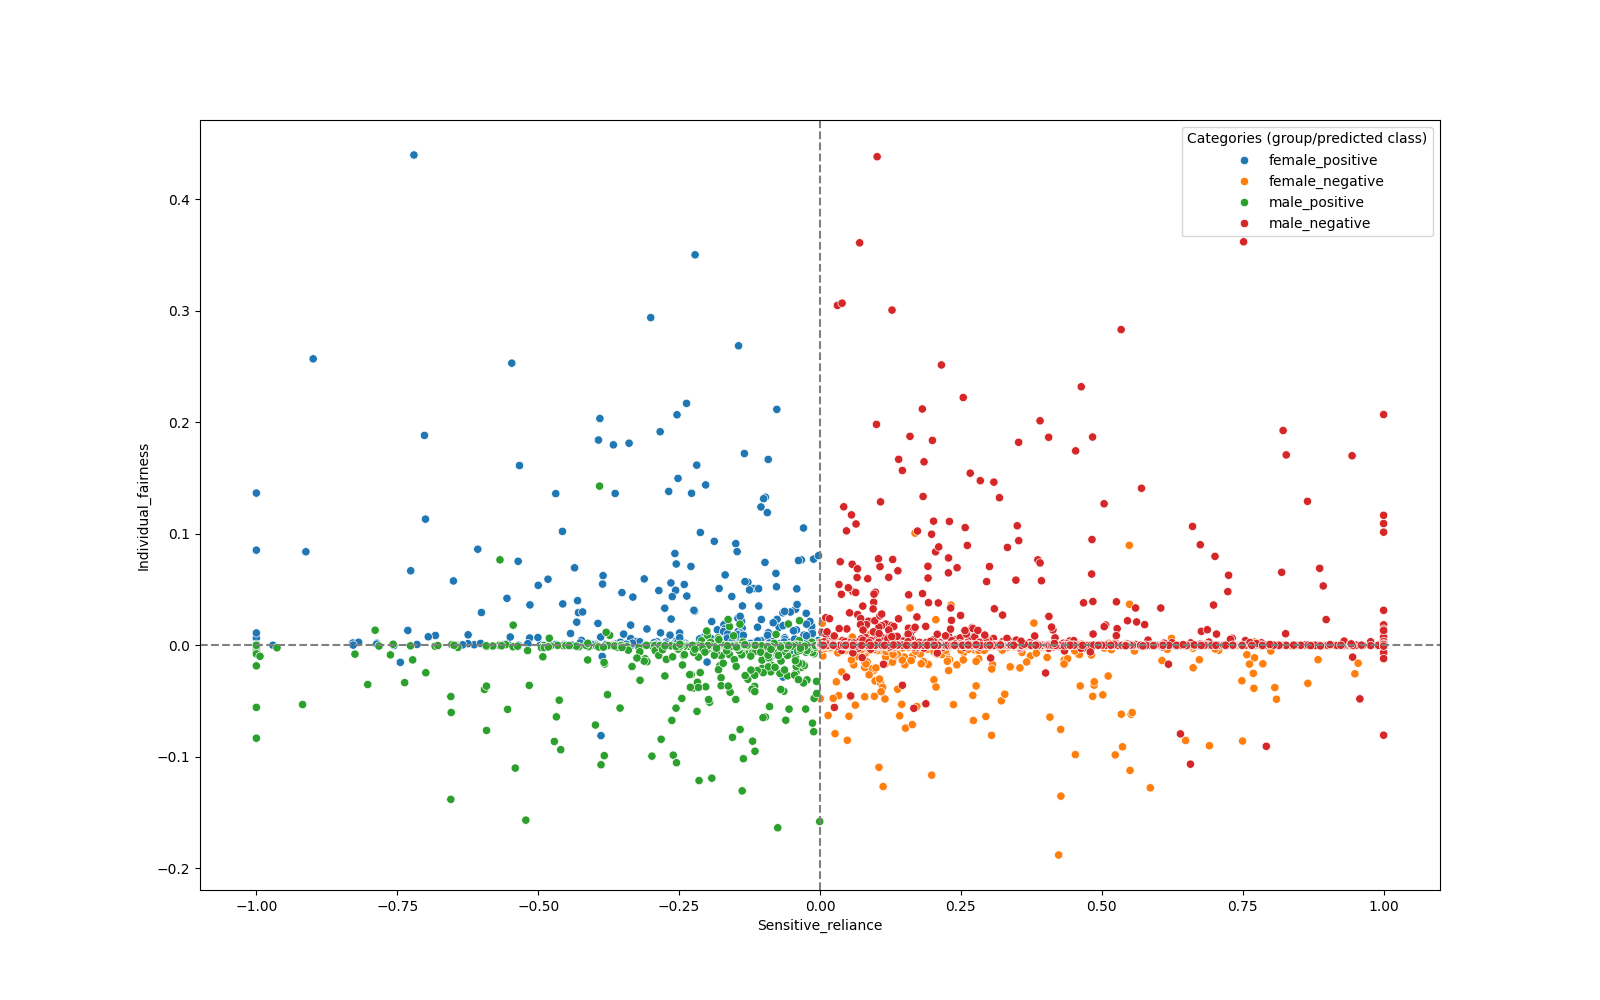 Categories (group/predicted class)
female_positive
female_negative
male_positive
male_negative
Individual_fairness
0.4
0.3
0.2
0.1
0.0
−0.1
−0.2
−1.00
−0.75
−0.50
−0.25
0.00
0.25
0.50
0.75
1.00
Sensitive_reliance